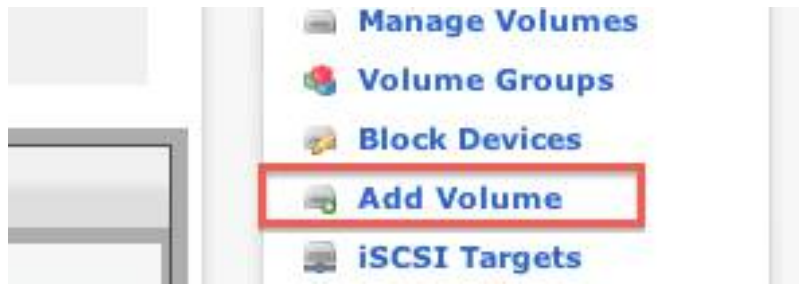 Manage Volumes
Volume Groups
Block Devices
Add Volume
iSCSI Targets